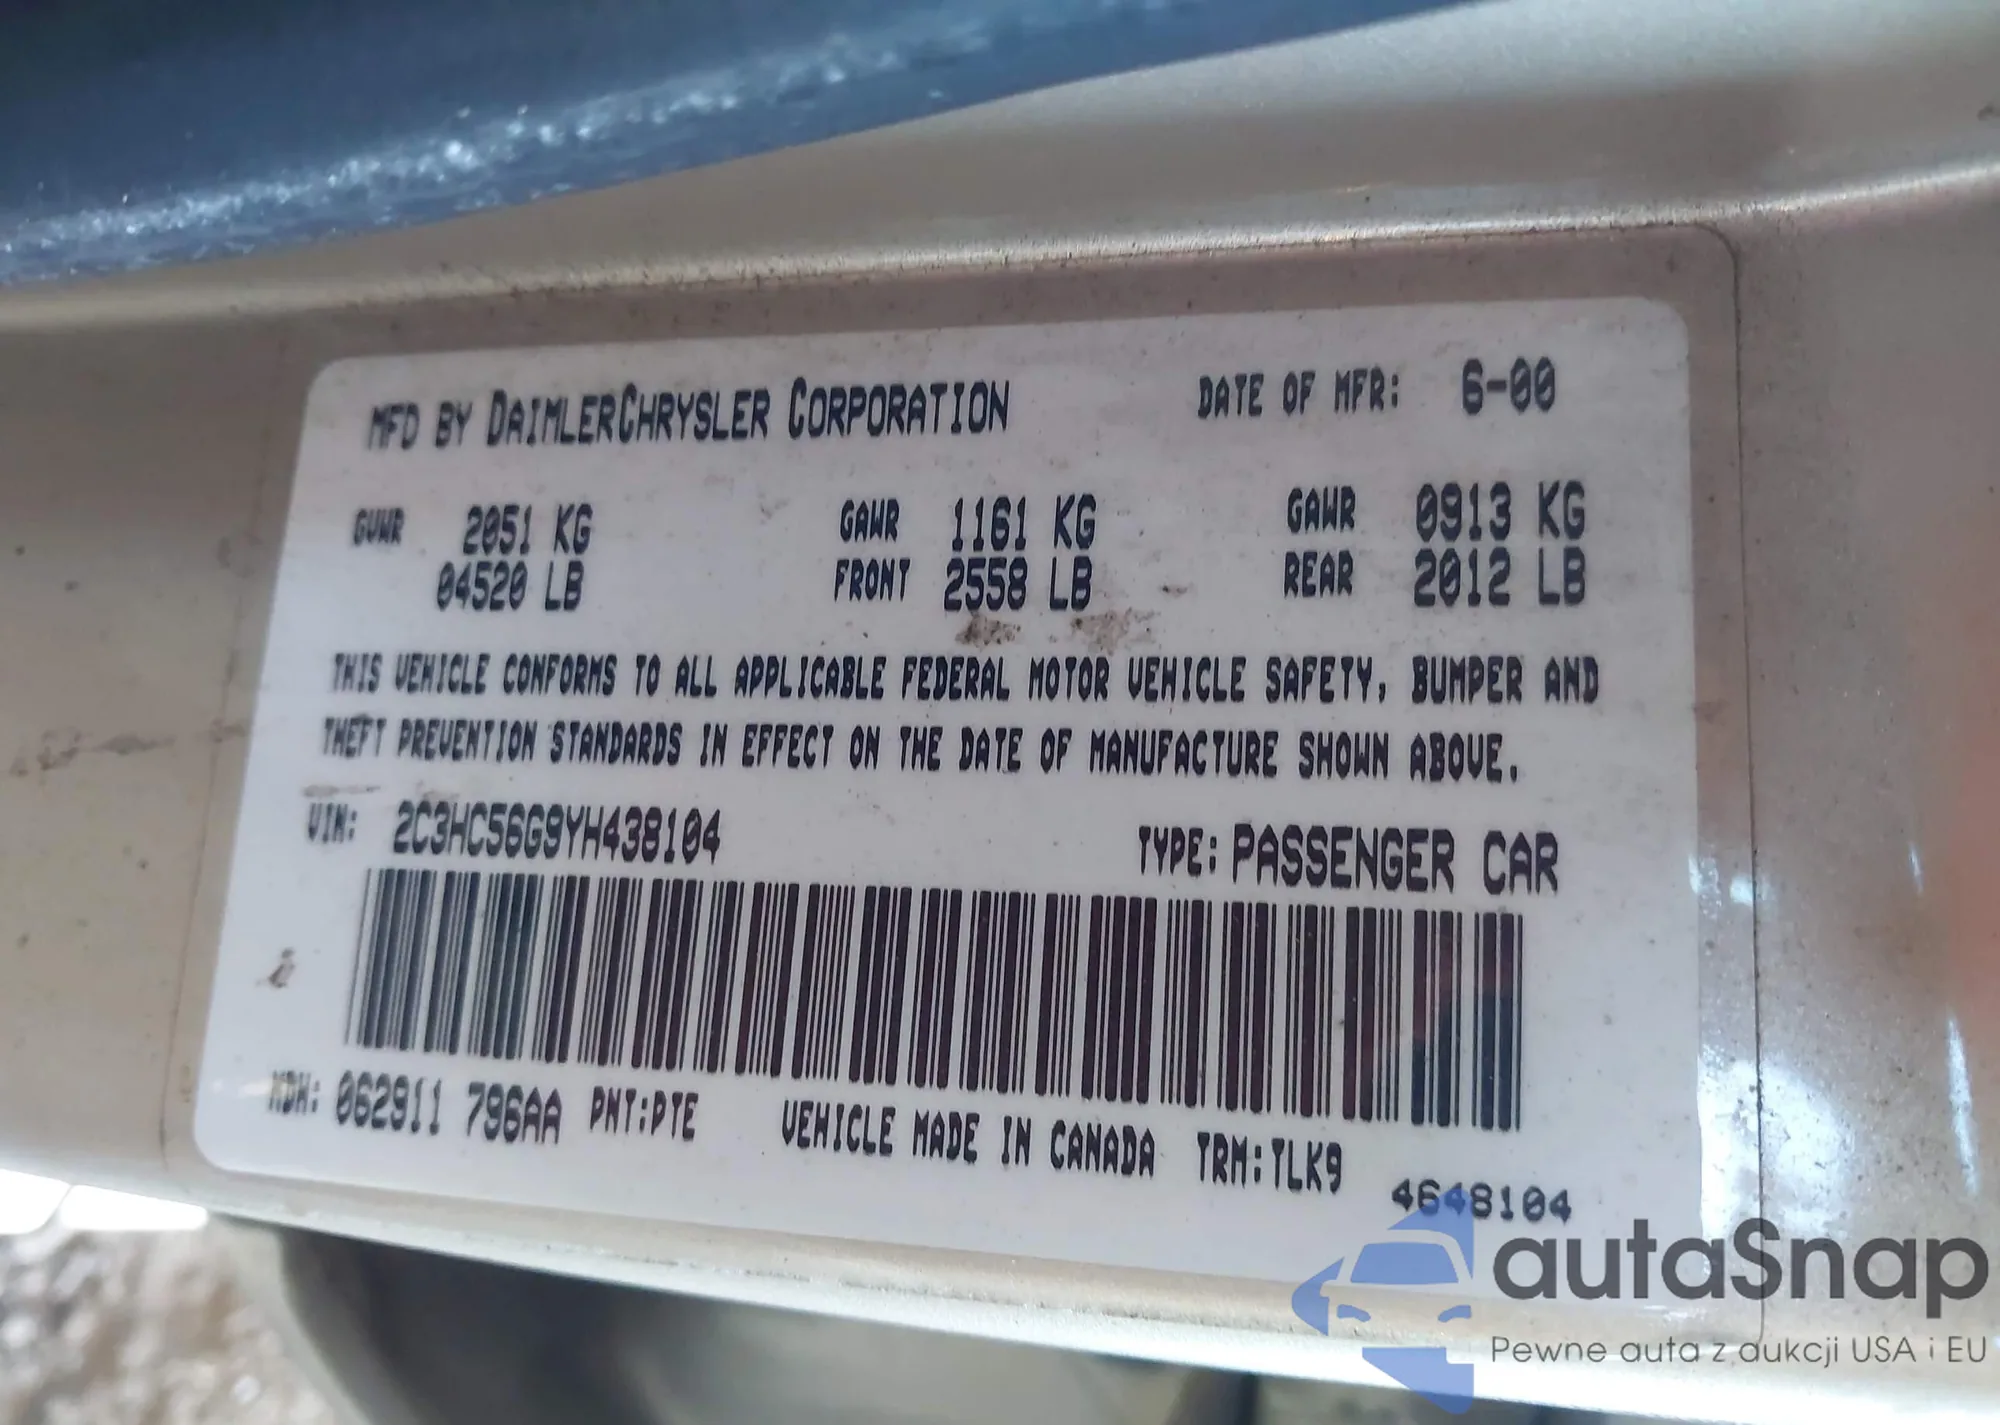 MFD BY DAIMLERCHRYSLER CORPORATION DATE OF MFR: 6-00
GVWR 2051 KG GAWR 1161 KG GAWR 0913 KG
04520 LB FRONT 2558 LB REAR 2012 LB
THIS VEHICLE CONFORMS TO ALL APPLICABLE FEDERAL MOTOR VEHICLE SAFETY, BUMPER AND
THEFT PREVENTION STANDARDS IN EFFECT ON THE DATE OF MANUFACTURE SHOWN ABOVE.
VIN: 2C3HC56G9YH438104 TYPE: PASSENGER CAR
MDH: 062911 796AA PNT:PTE VEHICLE MADE IN CANADA TRM:TLK9
4648104
autaSnap
Pewne auta z aukcji USA i EU